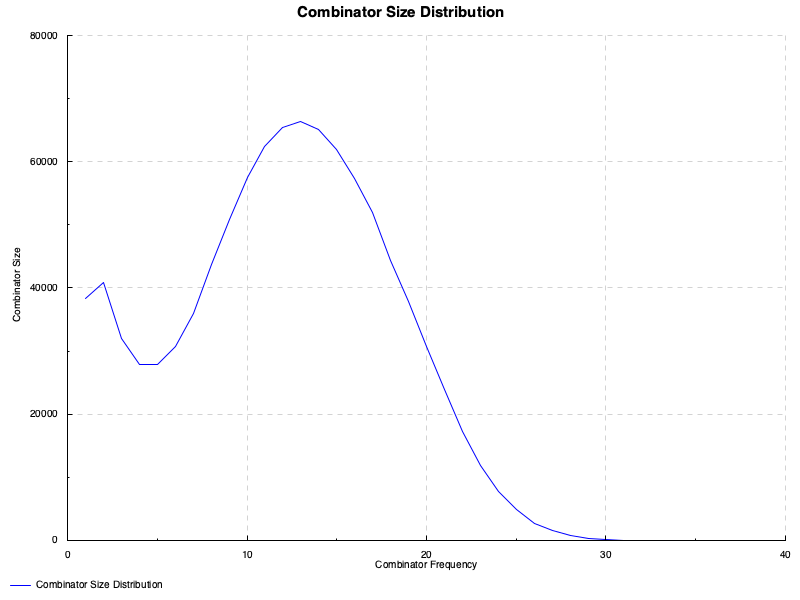 Combinator Size Distribution
80000
60000
40000
20000
0
Combinator Size
0 10 20 30 40
Combinator Frequency
Combinator Size Distribution